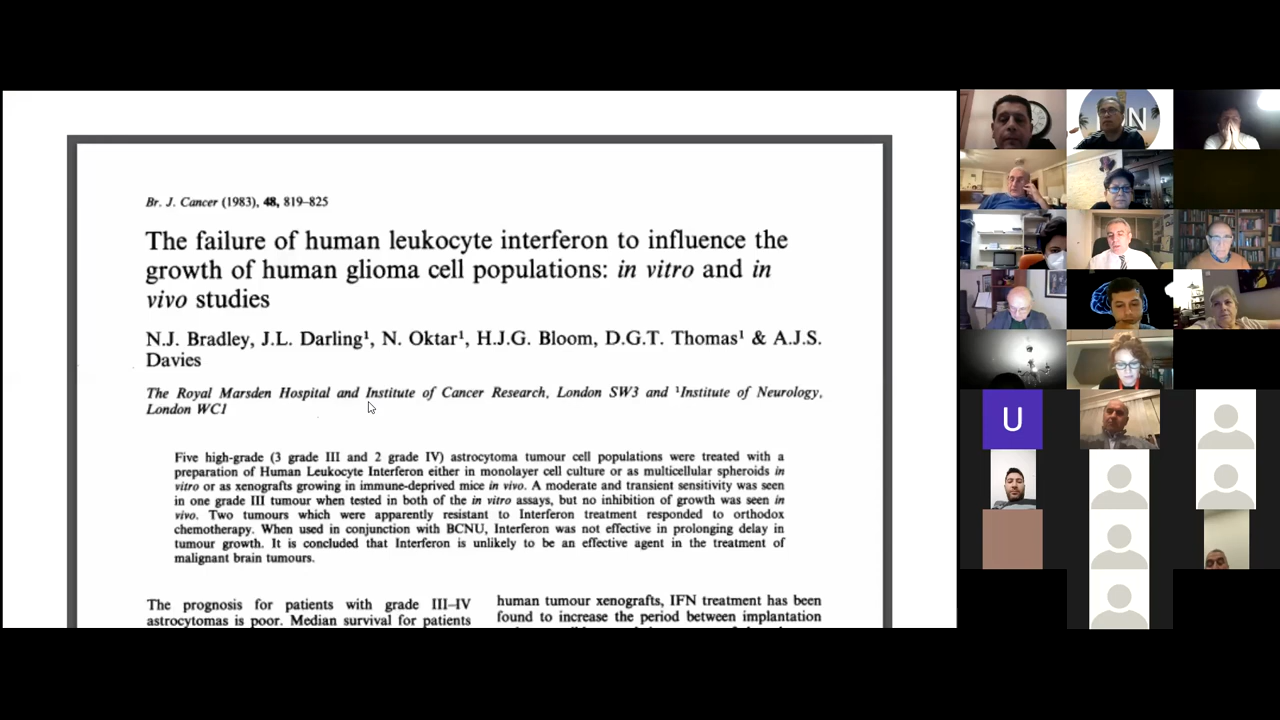 Br. J. Cancer (1983), 48, 819–825
The failure of human leukocyte interferon to influence the
growth of human glioma cell populations: in vitro and in
vivo studies
N.J. Bradley, J.L. Darling¹, N. Oktar¹, H.J.G. Bloom, D.G.T. Thomas¹ & A.J.S.
Davies
The Royal Marsden Hospital and Institute of Cancer Research, London SW3 and ¹Institute of Neurology,
London WC1
Five high-grade (3 grade III and 2 grade IV) astrocytoma tumour cell populations were treated with a
preparation of Human Leukocyte Interferon either in monolayer cell culture or as multicellular spheroids in
vitro or as xenografts growing in immune-deprived mice in vivo. A moderate and transient sensitivity was seen
in one grade III tumour when tested in both of the in vitro assays, but no inhibition of growth was seen in
vivo. Two tumours which were apparently resistant to Interferon treatment responded to orthodox
chemotherapy. When used in conjunction with BCNU, Interferon was not effective in prolonging delay in
tumour growth. It is concluded that Interferon is unlikely to be an effective agent in the treatment of
malignant brain tumours.
The prognosis for patients with grade III–IV
astrocytomas is poor. Median survival for patients
human tumour xenografts, IFN treatment has been
found to increase the period between implantation
N
U